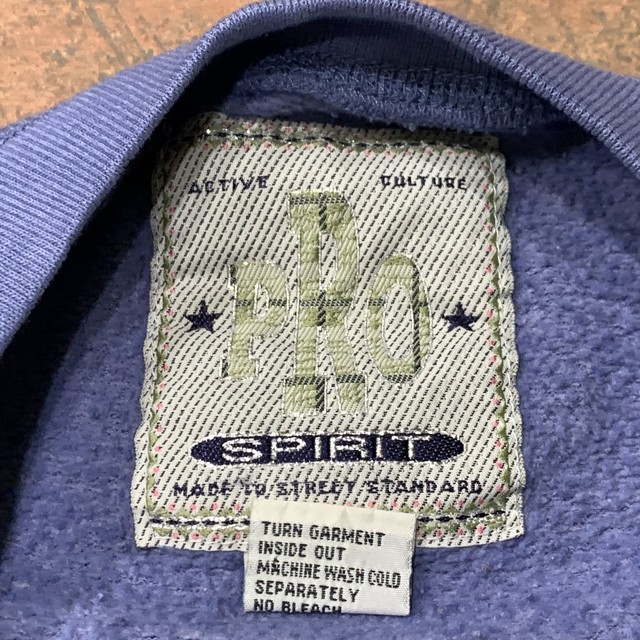 ACTIVE CULTURE
PRO
SPIRIT
MADE TO STREET STANDARD
TURN GARMENT
INSIDE OUT
MACHINE WASH COLD
SEPARATELY
NO BLEACH